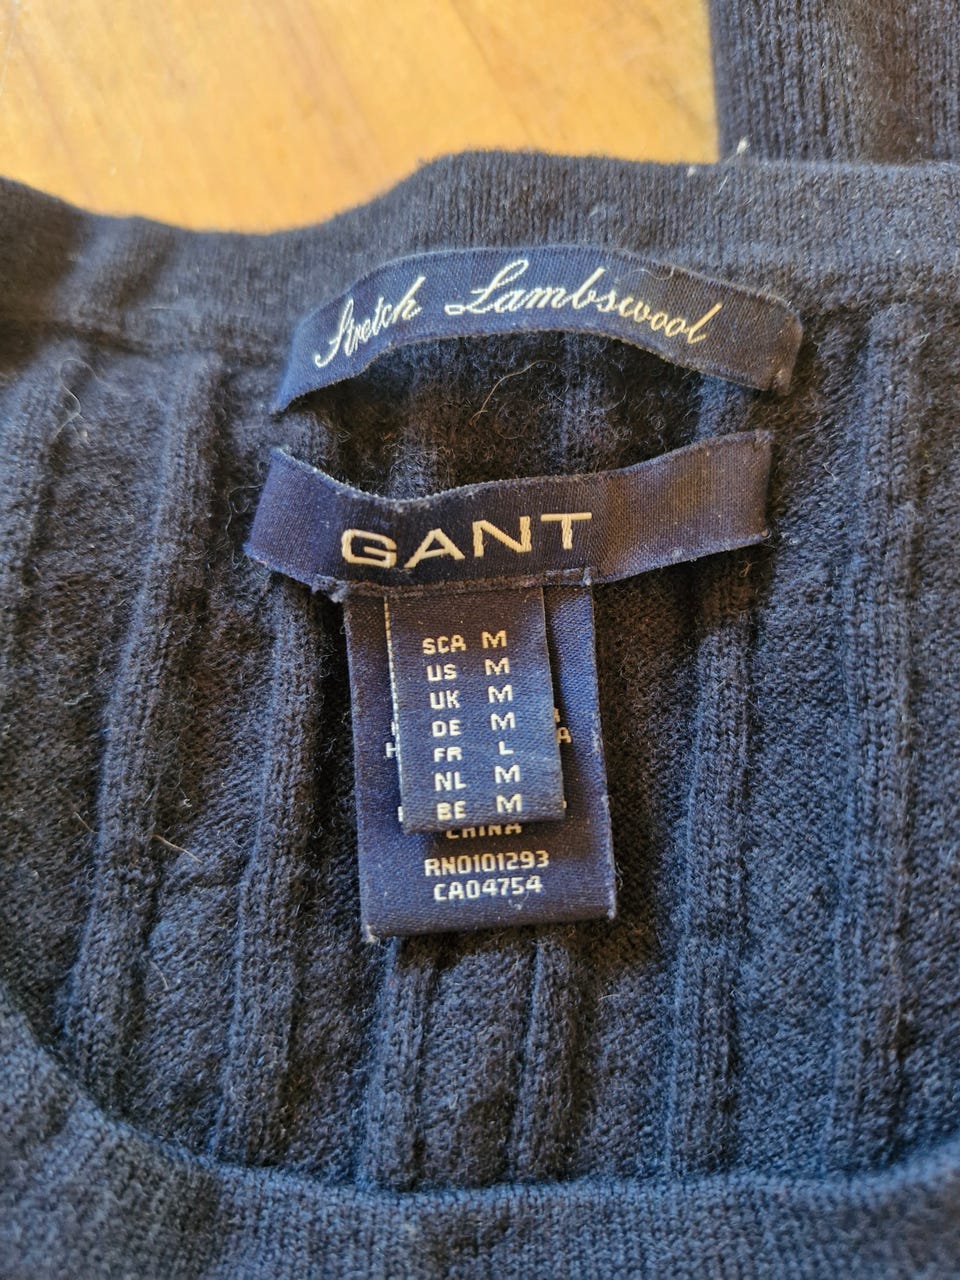 Stretch Lambswool
GANT
SCA M
US M
UK M
DE M
FR L
NL M
BE M
CHINA
RN0101293
CA04754